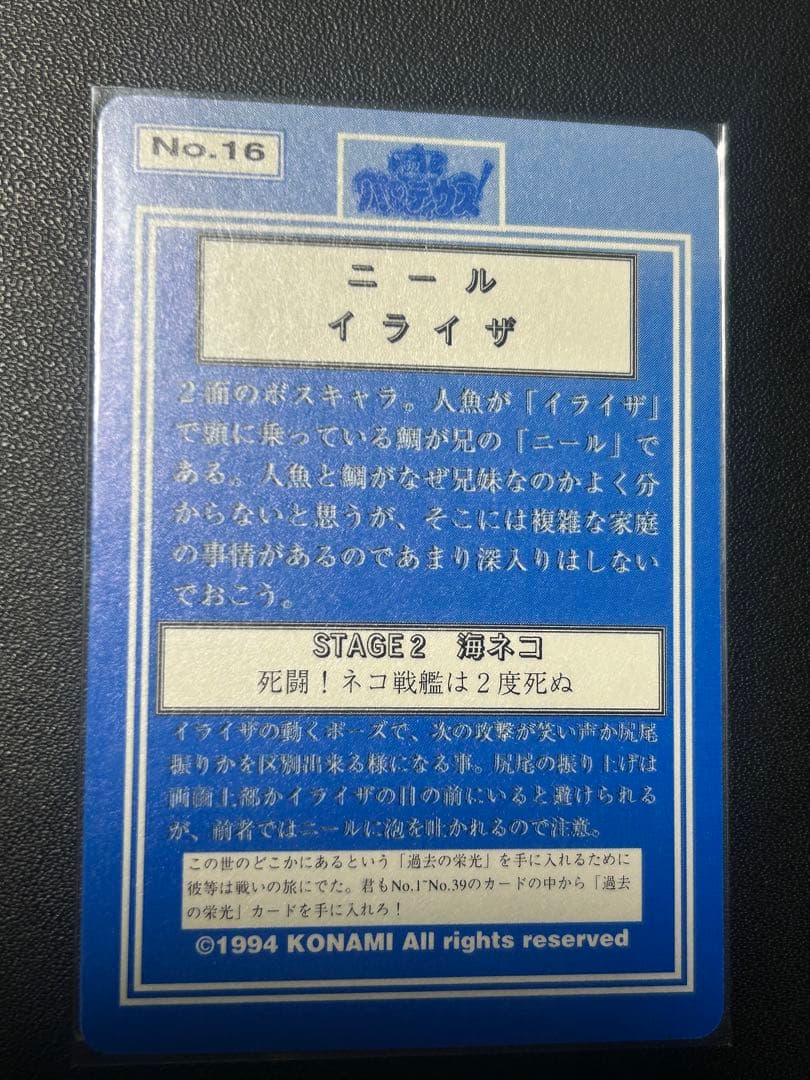 No.16
極上
パロディウス!
ニール
イライザ
2面のボスキャラ。人魚が「イライザ」
で頭に乗っている鯛が兄の「ニール」で
ある。人魚と鯛がなぜ兄妹なのかよく分
からないと思うが、そこには複雑な家庭
の事情があるのであまり深入りはしない
でおこう。
STAGE2 海ネコ
死闘!ネコ戦艦は2度死ぬ
イライザの動くポーズで、次の攻撃が笑い声か尻尾
振りかを区別出来る様になる事。尻尾の振り上げは
画面上部かイライザの目の前にいると避けられる
が、前者ではニールに泡を吐かれるので注意。
この世のどこかにあるという「過去の栄光」を手に入れるために
彼等は戦いの旅にでた。君もNo.1~No.39のカードの中から「過去
の栄光」カードを手に入れろ!
©1994 KONAMI All rights reserved